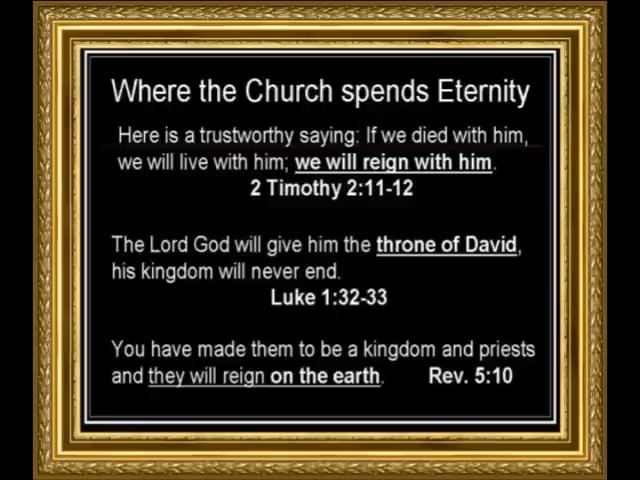 Where the Church spends Eternity
Here is a trustworthy saying: If we died with him,
we will live with him; we will reign with him.
2 Timothy 2:11-12
The Lord God will give him the throne of David,
his kingdom will never end.
Luke 1:32-33
You have made them to be a kingdom and priests
and they will reign on the earth. Rev. 5:10